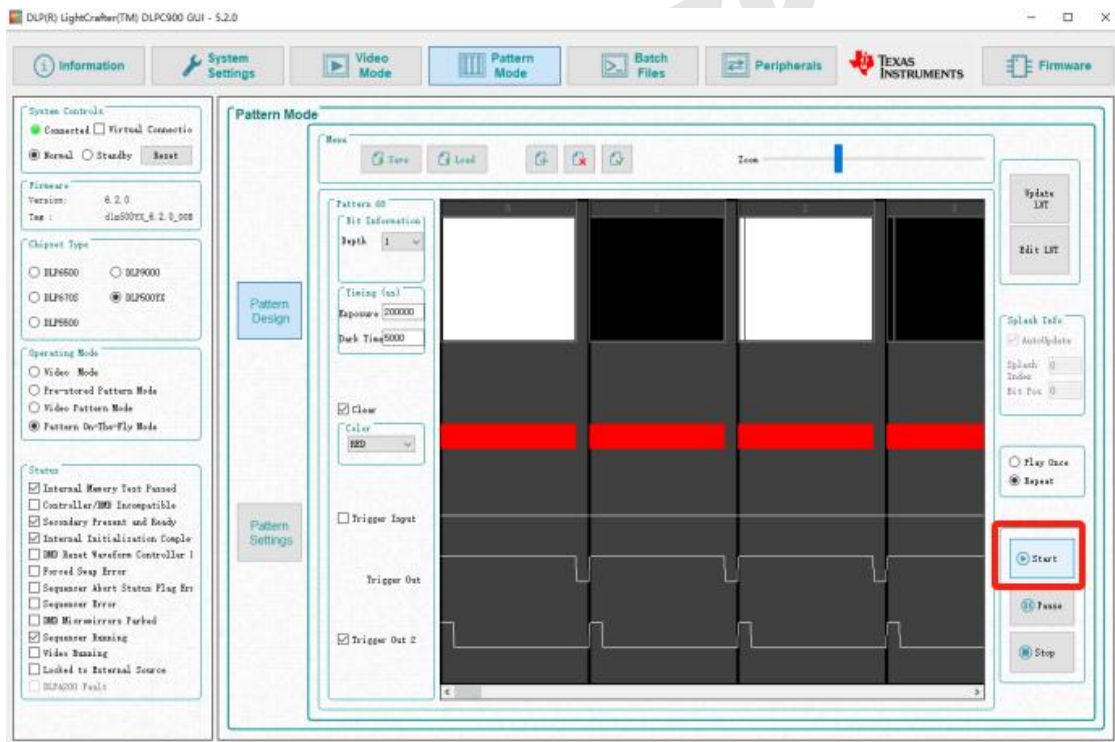 DLP(R) LightCrafter(TM) DLPC900 GUI - 5.2.0
Information
System Settings
Video Mode
Pattern Mode
Batch Files
Peripherals
TEXAS INSTRUMENTS
Firmware
System Controls
Connected Virtual Connectio
Normal Standby Reset
Firmware
Version: 6.2.0
Tag :
Chipset Type
DLP6500 DLP9000
DLP670S DLP500YX
DLP5500
Operating Mode
Video Mode
Pre-stored Pattern Mode
Video Pattern Mode
Pattern On-The-Fly Mode
Status
Internal Memory Test Passed
Controller/DMD Incompatible
Secondary Present and Ready
Internal Initialization Comple
DMD Reset Waveform Controller
Forced Swap Error
Sequencer Abort Status Flag Err
Sequencer Error
DMD Micromirrors Parked
Sequencer Running
Video Running
Locked to External Source
DLPA200 Fault
Pattern Mode
Pattern Design
Pattern Settings
Menu
Save
Load
Zoom
Pattern
Bit Information
Depth 1
Timing (us)
Exposure 200000
Dark Time 5000
Clear
Color
RED
Trigger Input
Trigger Out
Trigger Out 2
Update LUT
Edit LUT
Splash Info
AutoUpdate
Splash Index 0
Bit Pos 0
Play Once
Repeat
Start
Pause
Stop